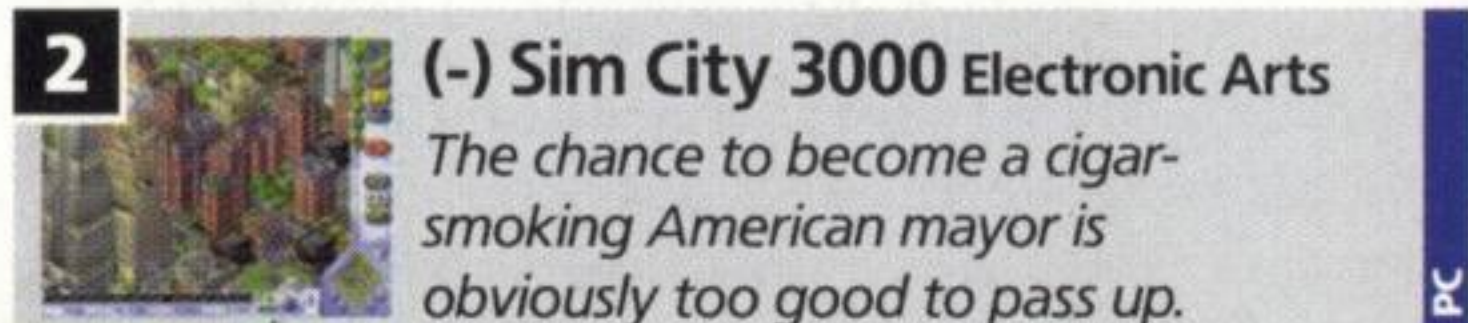 2
(-) Sim City 3000 Electronic Arts
The chance to become a cigar-
smoking American mayor is
obviously too good to pass up.
PC